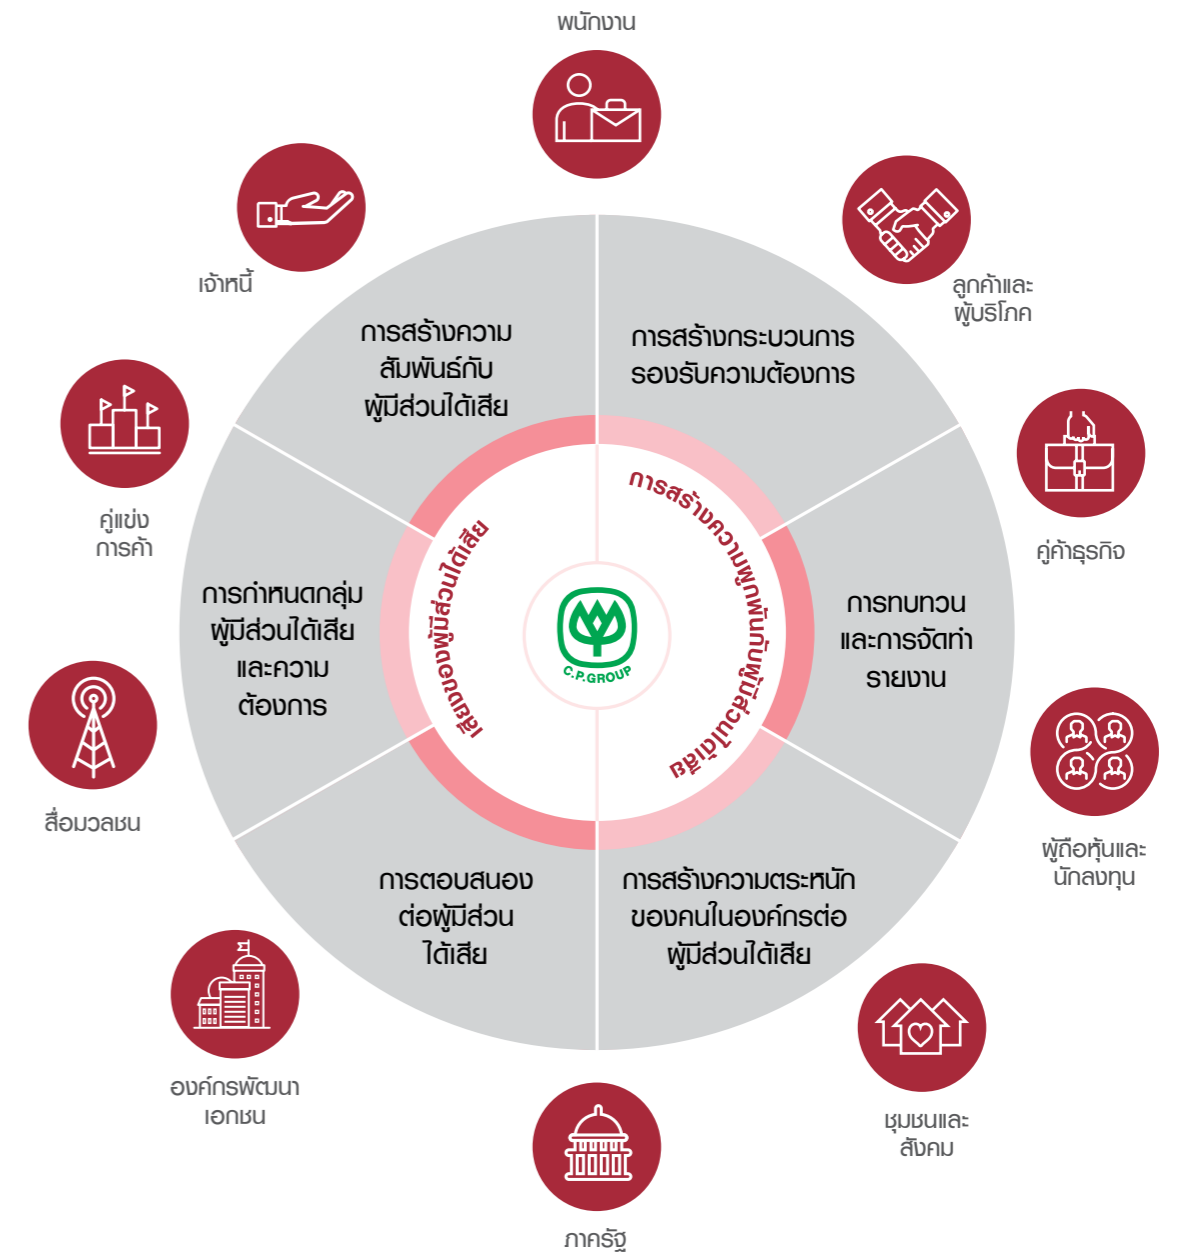 พนักงาน
ลูกค้าและ
ผู้บริโภค
คู่ค้าธุรกิจ
ผู้ถือหุ้นและ
นักลงทุน
ชุมชนและ
สังคม
ภาครัฐ
องค์กรพัฒนา
เอกชน
สื่อมวลชน
คู่แข่ง
การค้า
เจ้าหนี้
การสร้างความ
สัมพันธ์กับ
ผู้มีส่วนได้เสีย
การสร้างกระบวนการ
รองรับความต้องการ
การทบทวน
และการจัดทำ
รายงาน
การสร้างความตระหนัก
ของคนในองค์กรต่อ
ผู้มีส่วนได้เสีย
การตอบสนอง
ต่อผู้มีส่วน
ได้เสีย
การกำหนดกลุ่ม
ผู้มีส่วนได้เสีย
และความ
ต้องการ
เสียงของผู้มีส่วนได้เสีย
การสร้างความผูกพันกับผู้มีส่วนได้เสีย
C.P.GROUP